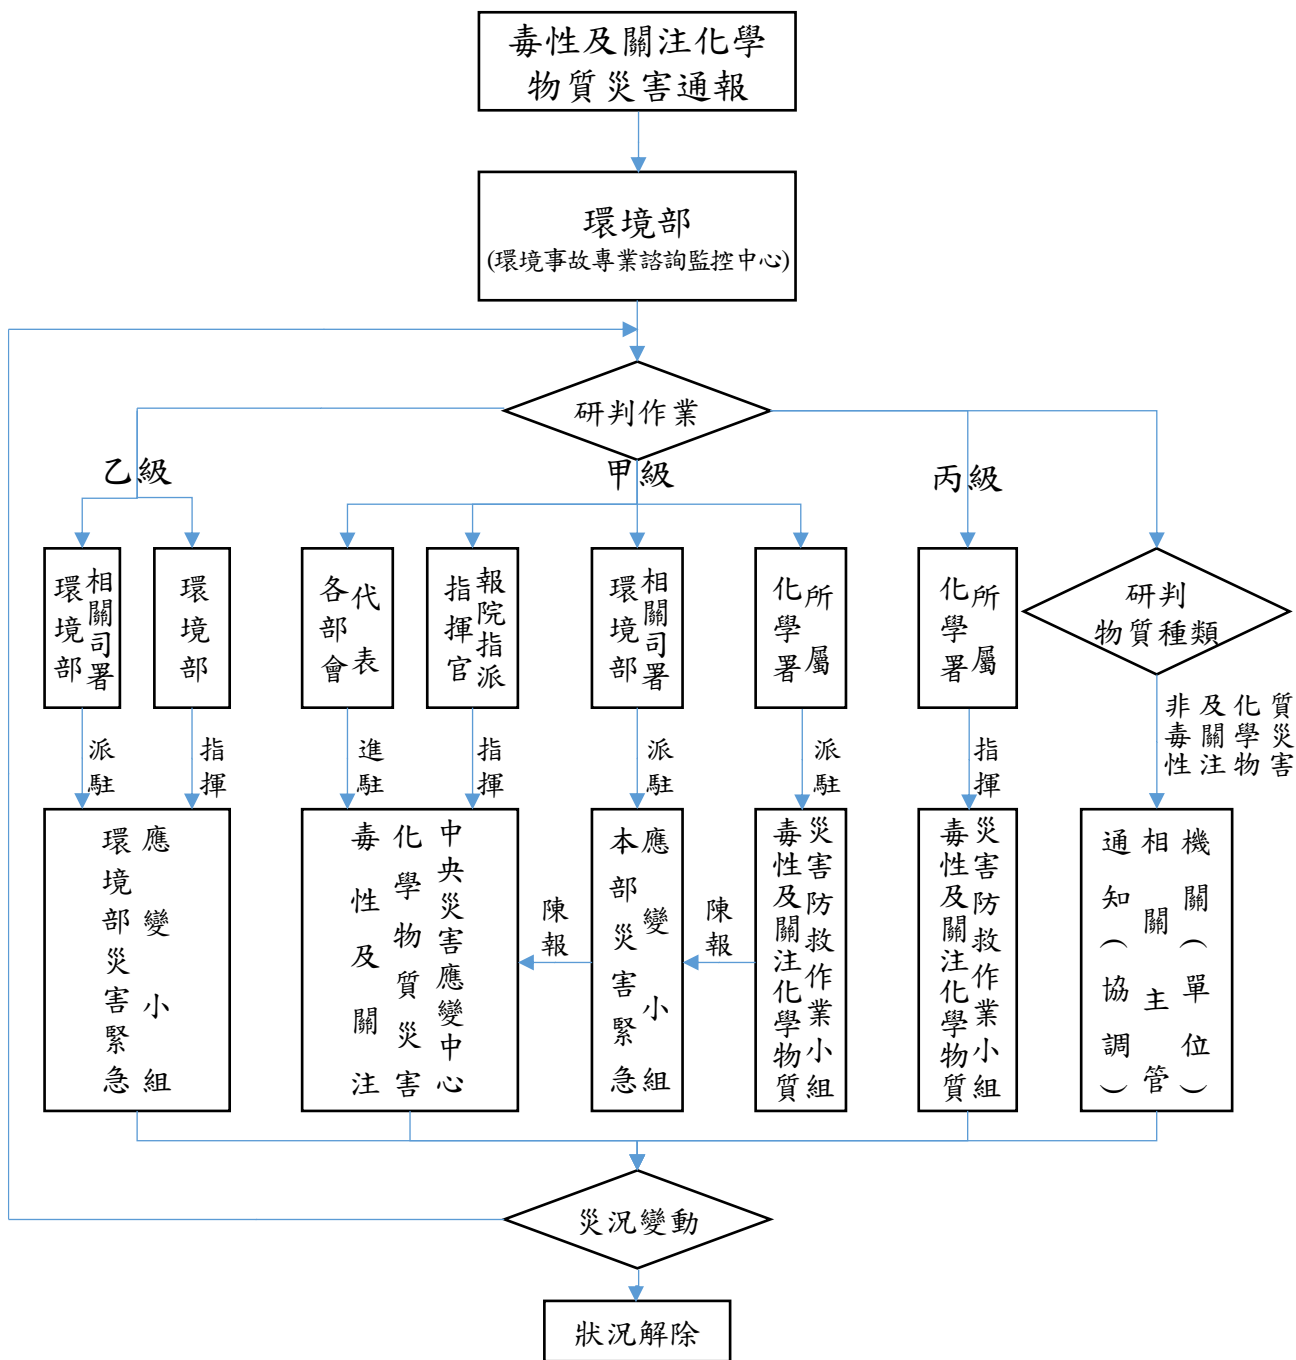 毒性及關注化學
物質災害通報
環境部
(環境事故專業諮詢監控中心)
研判作業
乙級
甲級
丙級
環境部
相關司署
環境部
各部會
代表
指揮官
報院指派
環境部
相關司署
化學署
所屬
化學署
所屬
研判
物質種類
派駐
指揮
進駐
指揮
派駐
派駐
指揮
非毒性
及關注
化學物
質災害
環境部災害緊急
應變小組
毒性及關注
化學物質災害
中央災害應變中心
陳報
本部災害緊急
應變小組
陳報
毒性及關注化學物質
災害防救作業小組
毒性及關注化學物質
災害防救作業小組
通知(協調)
相關主管
機關(單位)
災況變動
狀況解除